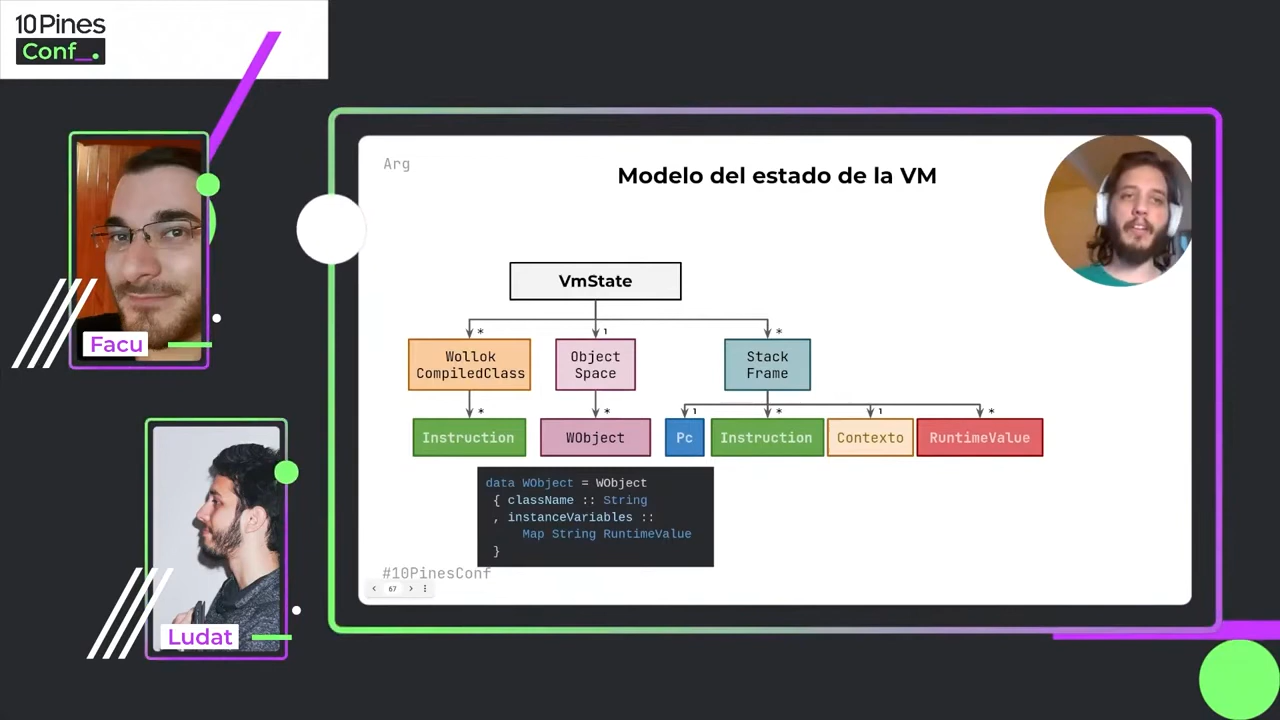 10Pines
Conf_.
Facu
Ludat
Arg
Modelo del estado de la VM
VmState
* 1 *
Wollok
CompiledClass
Object
Space
Stack
Frame
* * 1 * 1 *
Instruction
WObject
Pc
Instruction
Contexto
RuntimeValue
data WObject = WObject
{ className :: String
, instanceVariables ::
Map String RuntimeValue
}
#10PinesConf
67